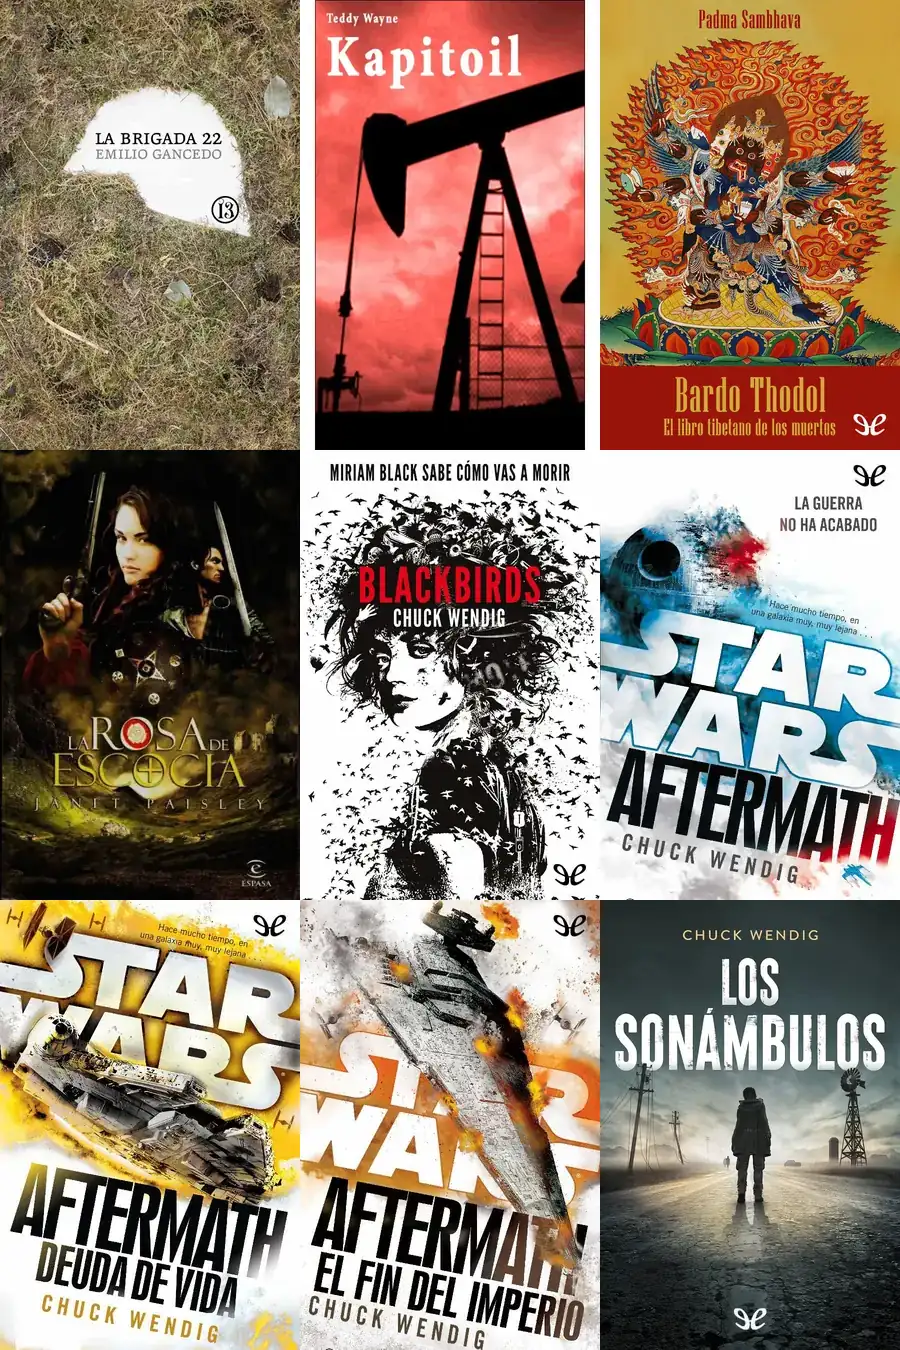 LA BRIGADA 22
EMILIO GANCEDO
13
Teddy Wayne
Kapitoil
Padma Sambhava
Bardo Thodol
El libro tibetano de los muertos
LA ROSA DE
ESCOCIA
JANET PAISLEY
ESPASA
MIRIAM BLACK SABE CÓMO VAS A MORIR
BLACKBIRDS
CHUCK WENDIG
LA GUERRA
NO HA ACABADO
Hace mucho tiempo, en
una galaxia muy, muy lejana . . .
STAR
WARS
AFTERMATH
CHUCK WENDIG
Hace mucho tiempo, en
una galaxia muy, muy lejana . . .
STAR
WARS
AFTERMATH
DEUDA DE VIDA
CHUCK WENDIG
STAR
WARS
AFTERMATH
EL FIN DEL IMPERIO
CHUCK WENDIG
CHUCK WENDIG
LOS
SONÁMBULOS